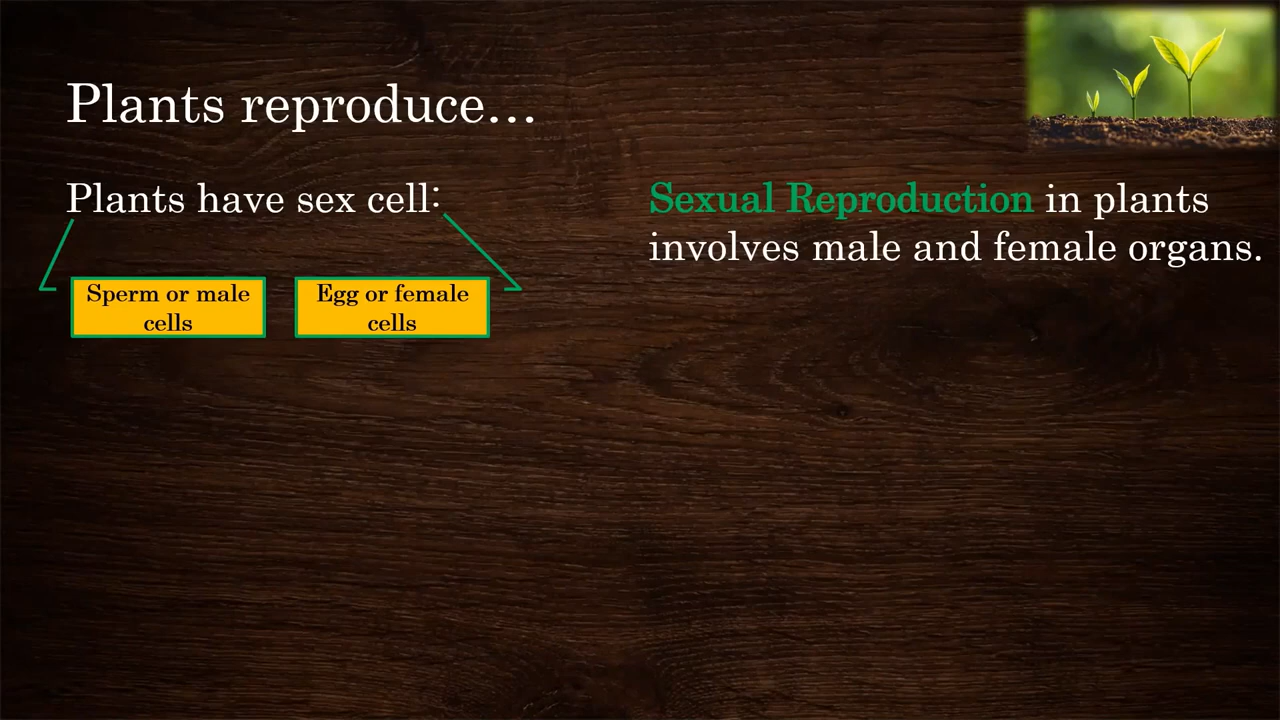 Plants reproduce…
Plants have sex cell:
Sperm or male
cells
Egg or female
cells
Sexual Reproduction in plants
involves male and female organs.